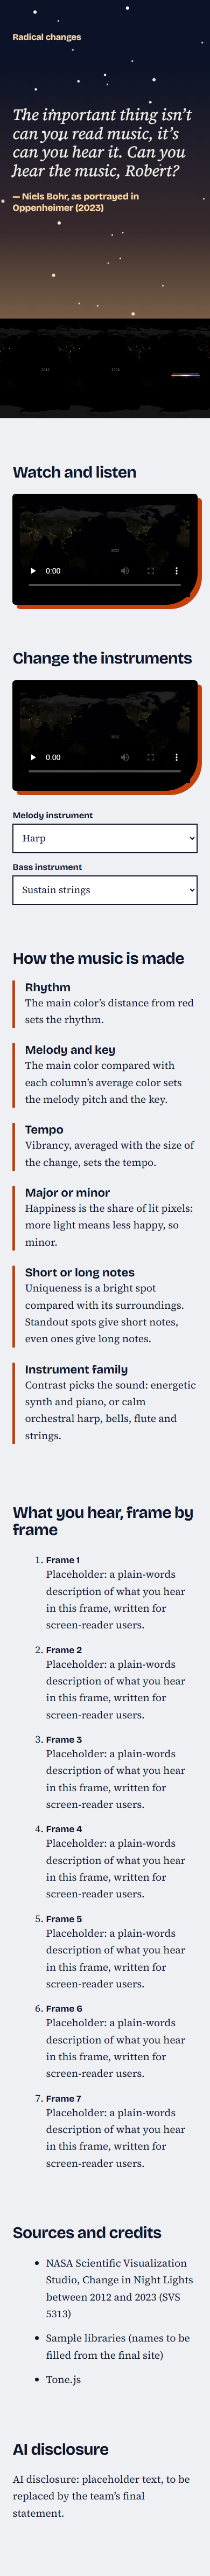 Radical changes
The important thing isn’t
can you read music, it’s
can you hear it. Can you
hear the music, Robert?
— Niels Bohr, as portrayed in
Oppenheimer (2023)
Watch and listen
0:00
Change the instruments
0:00
Melody instrument
Harp
Bass instrument
Sustain strings
How the music is made
Rhythm
The main color’s distance from red
sets the rhythm.
Melody and key
The main color compared with
each column’s average color sets
the melody pitch and the key.
Tempo
Vibrancy, averaged with the size of
the change, sets the tempo.
Major or minor
Happiness is the share of lit pixels:
more light means less happy, so
minor.
Short or long notes
Uniqueness is a bright spot
compared with its surroundings.
Standout spots give short notes,
even ones give long notes.
Instrument family
Contrast picks the sound: energetic
synth and piano, or calm
orchestral harp, bells, flute and
strings.
What you hear, frame by
frame
1. Frame 1
Placeholder: a plain-words
description of what you hear
in this frame, written for
screen-reader users.
2. Frame 2
Placeholder: a plain-words
description of what you hear
in this frame, written for
screen-reader users.
3. Frame 3
Placeholder: a plain-words
description of what you hear
in this frame, written for
screen-reader users.
4. Frame 4
Placeholder: a plain-words
description of what you hear
in this frame, written for
screen-reader users.
5. Frame 5
Placeholder: a plain-words
description of what you hear
in this frame, written for
screen-reader users.
6. Frame 6
Placeholder: a plain-words
description of what you hear
in this frame, written for
screen-reader users.
7. Frame 7
Placeholder: a plain-words
description of what you hear
in this frame, written for
screen-reader users.
Sources and credits
• NASA Scientific Visualization
Studio, Change in Night Lights
between 2012 and 2023 (SVS
5313)
• Sample libraries (names to be
filled from the final site)
• Tone.js
AI disclosure
AI disclosure: placeholder text, to be
replaced by the team’s final
statement.